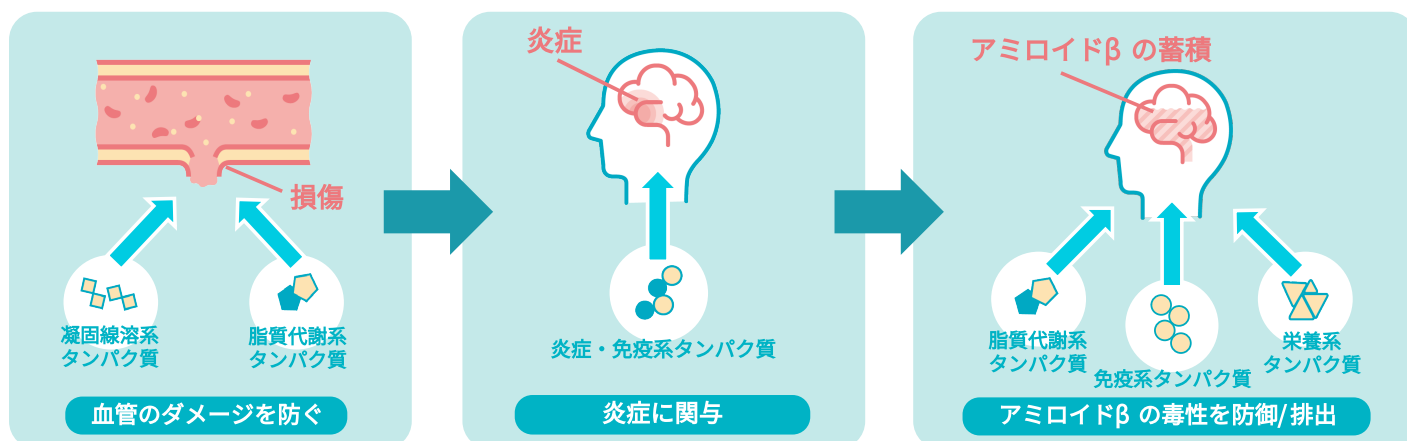 損傷
凝固線溶系
タンパク質
脂質代謝系
タンパク質
血管のダメージを防ぐ
炎症
炎症・免疫系タンパク質
炎症に関与
アミロイドβ の蓄積
脂質代謝系
タンパク質
免疫系タンパク質
栄養系
タンパク質
アミロイドβ の毒性を防御/排出